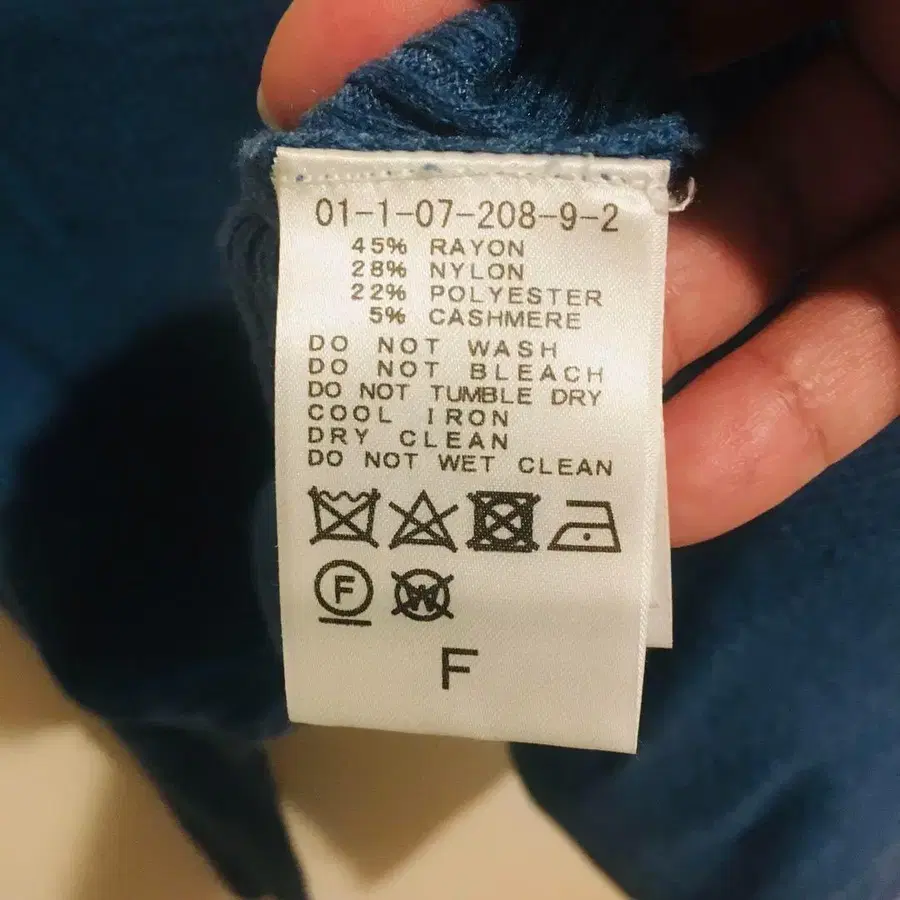 01-1-07-208-9-2
45% RAYON
28% NYLON
22% POLYESTER
5% CASHMERE
DO NOT WASH
DO NOT BLEACH
DO NOT TUMBLE DRY
COOL IRON
DRY CLEAN
DO NOT WET CLEAN
F W
F